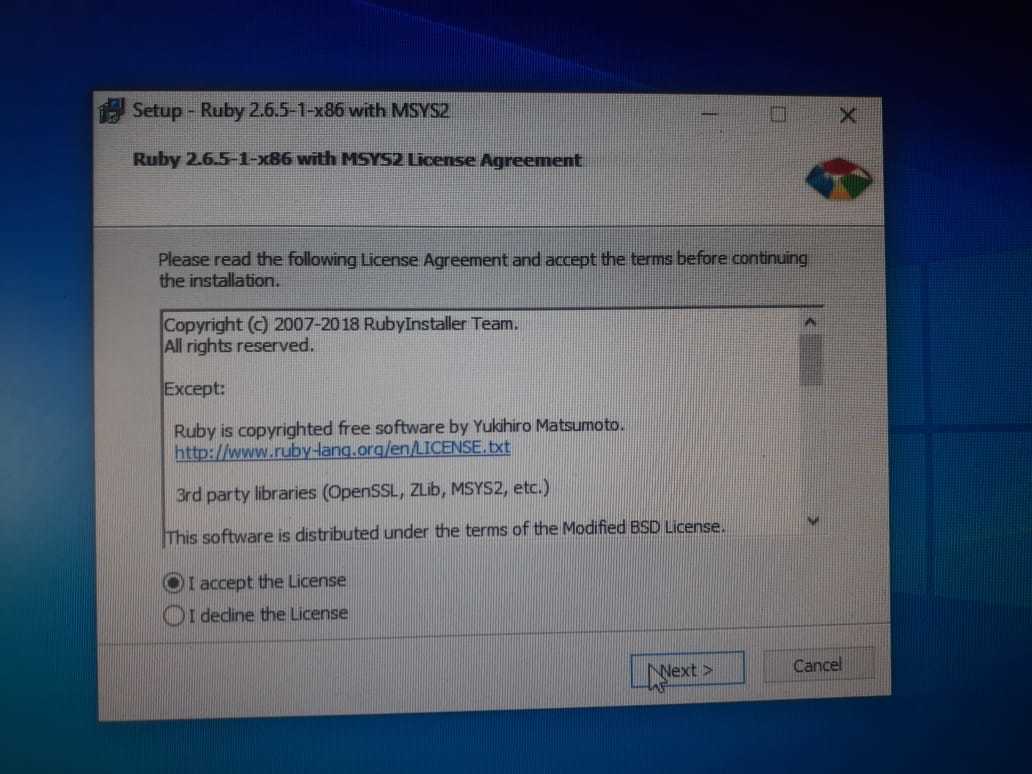 Setup - Ruby 2.6.5-1-x86 with MSYS2
Ruby 2.6.5-1-x86 with MSYS2 License Agreement
Please read the following License Agreement and accept the terms before continuing
the installation.
Copyright (c) 2007-2018 RubyInstaller Team.
All rights reserved.
Except:
Ruby is copyrighted free software by Yukihiro Matsumoto.
http://www.ruby-lang.org/en/LICENSE.txt
3rd party libraries (OpenSSL, ZLib, MSYS2, etc.)
This software is distributed under the terms of the Modified BSD License.
I accept the License
I decline the License
Next >
Cancel